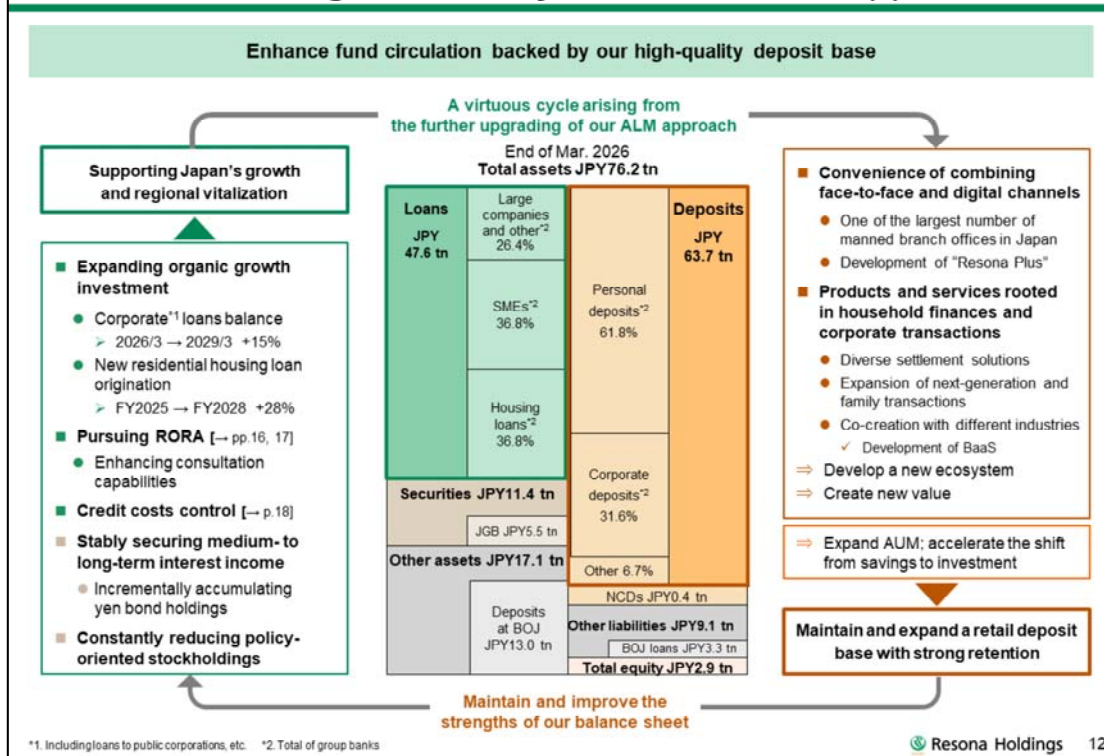 Enhance fund circulation backed by our high-quality deposit base
A virtuous cycle arising from
the further upgrading of our ALM approach
End of Mar. 2026
Total assets JPY76.2 tn
Supporting Japan's growth
and regional vitalization
■ Expanding organic growth
investment
● Corporate*1 loans balance
➢ 2026/3 → 2029/3 +15%
● New residential housing loan
origination
➢ FY2025 → FY2028 +28%
■ Pursuing RORA [→ pp.16, 17]
● Enhancing consultation
capabilities
■ Credit costs control [→ p.18]
■ Stably securing medium- to
long-term interest income
● Incrementally accumulating
yen bond holdings
■ Constantly reducing policy-
oriented stockholdings
Loans
JPY
47.6 tn
Large
companies
and other*2
26.4%
SMEs*2
36.8%
Housing
loans*2
36.8%
Securities JPY11.4 tn
JGB JPY5.5 tn
Other assets JPY17.1 tn
Deposits
at BOJ
JPY13.0 tn
Personal
deposits*2
61.8%
Corporate
deposits*2
31.6%
Other 6.7%
Deposits
JPY
63.7 tn
NCDs JPY0.4 tn
Other liabilities JPY9.1 tn
BOJ loans JPY3.3 tn
Total equity JPY2.9 tn
■ Convenience of combining
face-to-face and digital channels
● One of the largest number of
manned branch offices in Japan
● Development of "Resona Plus"
■ Products and services rooted
in household finances and
corporate transactions
● Diverse settlement solutions
● Expansion of next-generation and
family transactions
● Co-creation with different industries
✓ Development of BaaS
⇒ Develop a new ecosystem
⇒ Create new value
⇒ Expand AUM; accelerate the shift
from savings to investment
Maintain and expand a retail deposit
base with strong retention
Maintain and improve the
strengths of our balance sheet
*1. Including loans to public corporations, etc. *2. Total of group banks
Resona Holdings 12